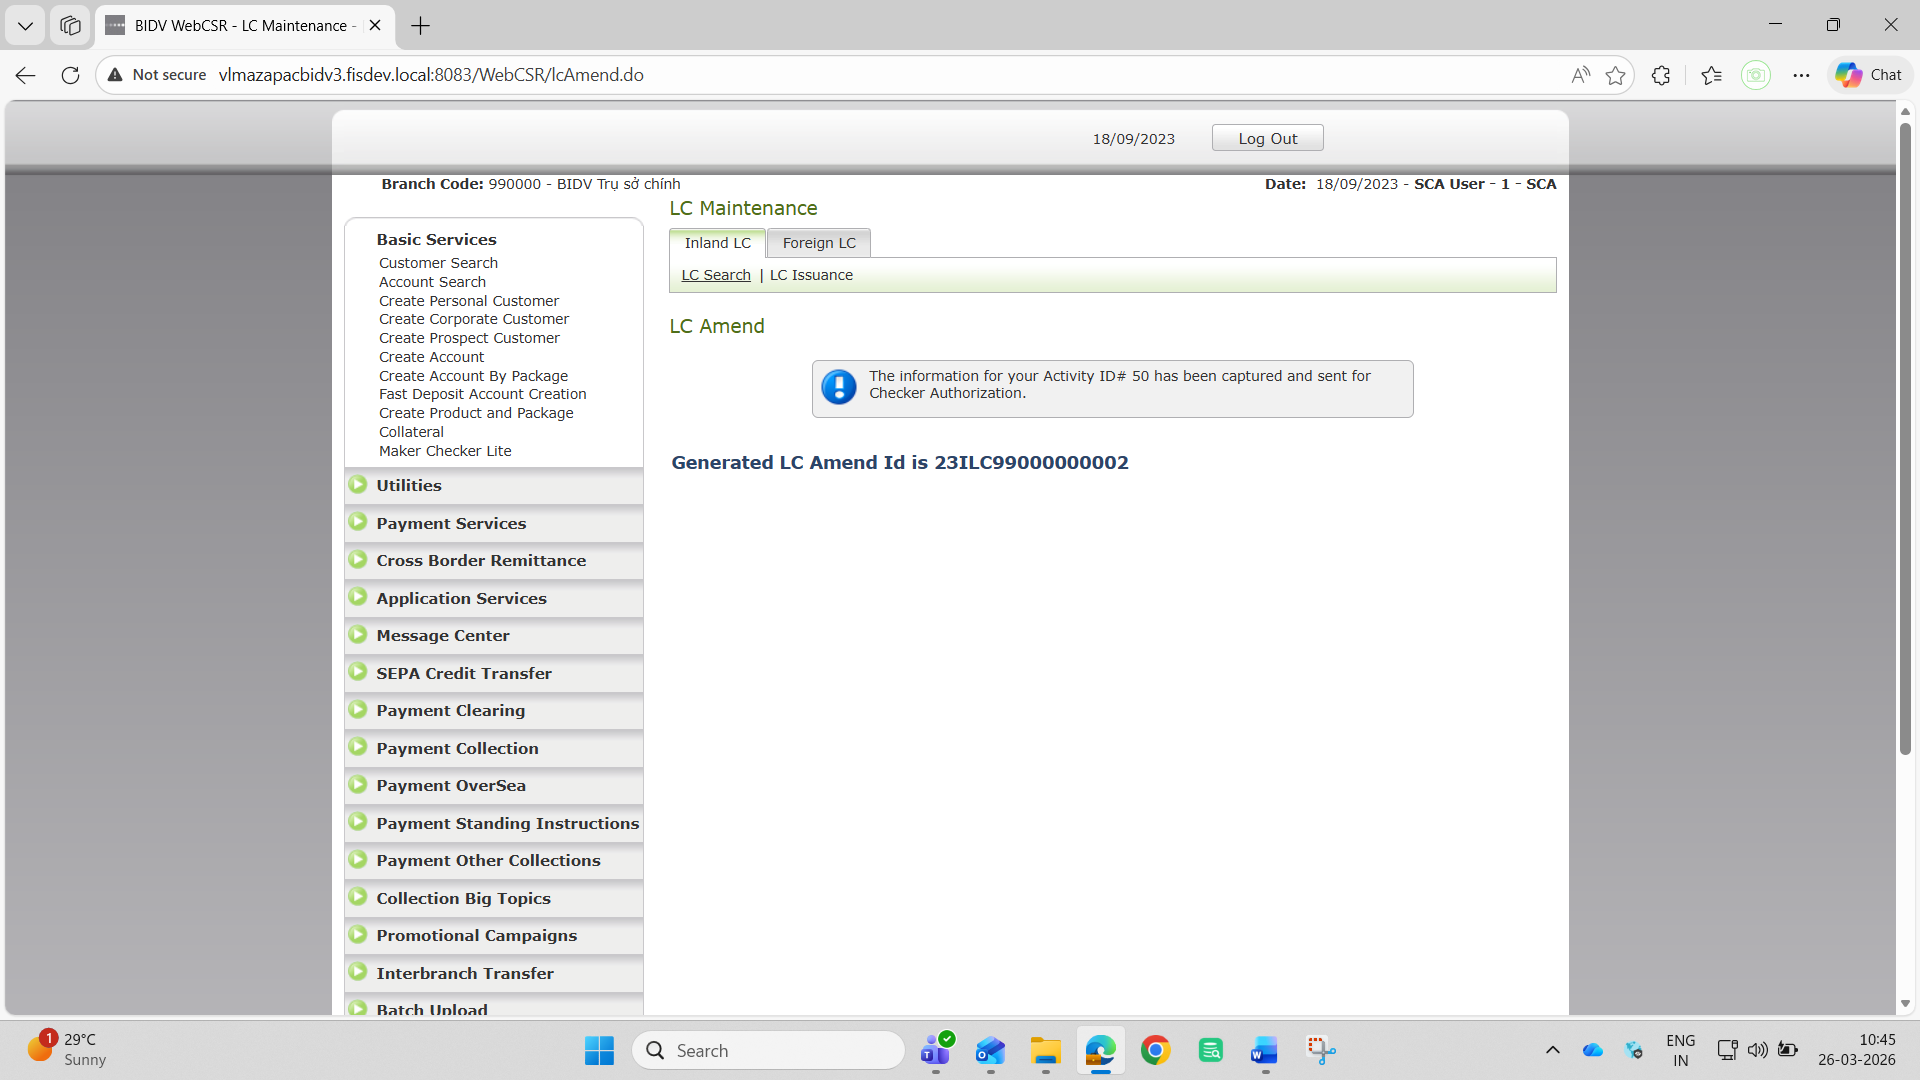 BIDV WebCSR - LC Maintenance -
Not secure
vlmazapacbidv3.fisdev.local:8083/WebCSR/lcAmend.do
Chat
18/09/2023
Log Out
Branch Code: 990000 - BIDV Trụ sở chính
Date: 18/09/2023 - SCA User - 1 - SCA
LC Maintenance
Inland LC
Foreign LC
LC Search | LC Issuance
LC Amend
The information for your Activity ID# 50 has been captured and sent for
Checker Authorization.
Generated LC Amend Id is 23ILC99000000002
Basic Services
Customer Search
Account Search
Create Personal Customer
Create Corporate Customer
Create Prospect Customer
Create Account
Create Account By Package
Fast Deposit Account Creation
Create Product and Package
Collateral
Maker Checker Lite
Utilities
Payment Services
Cross Border Remittance
Application Services
Message Center
SEPA Credit Transfer
Payment Clearing
Payment Collection
Payment OverSea
Payment Standing Instructions
Payment Other Collections
Collection Big Topics
Promotional Campaigns
Interbranch Transfer
Batch Upload
1
29°C
Sunny
Search
ENG
IN
10:45
26-03-2026